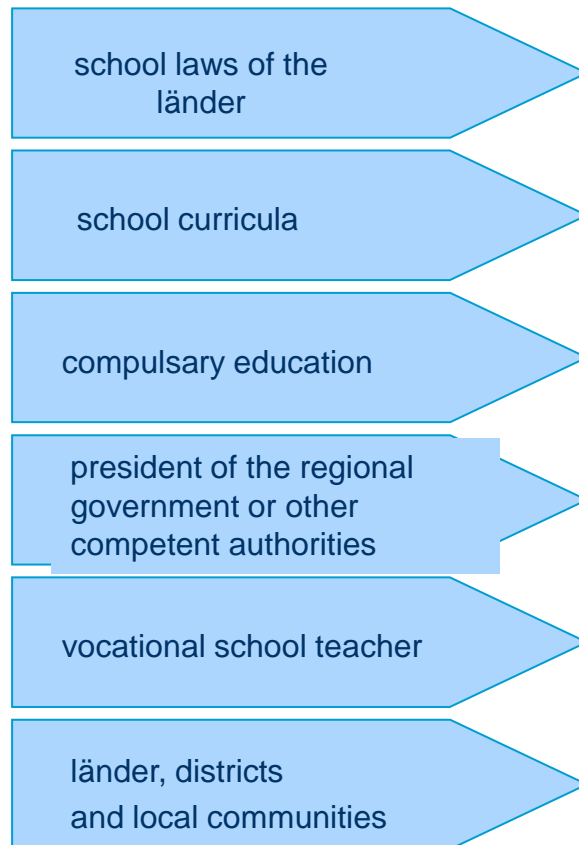 school laws of the
länder
school curricula
compulsary education
president of the regional
government or other
competent authorities
vocational school teacher
länder, districts
and local communities